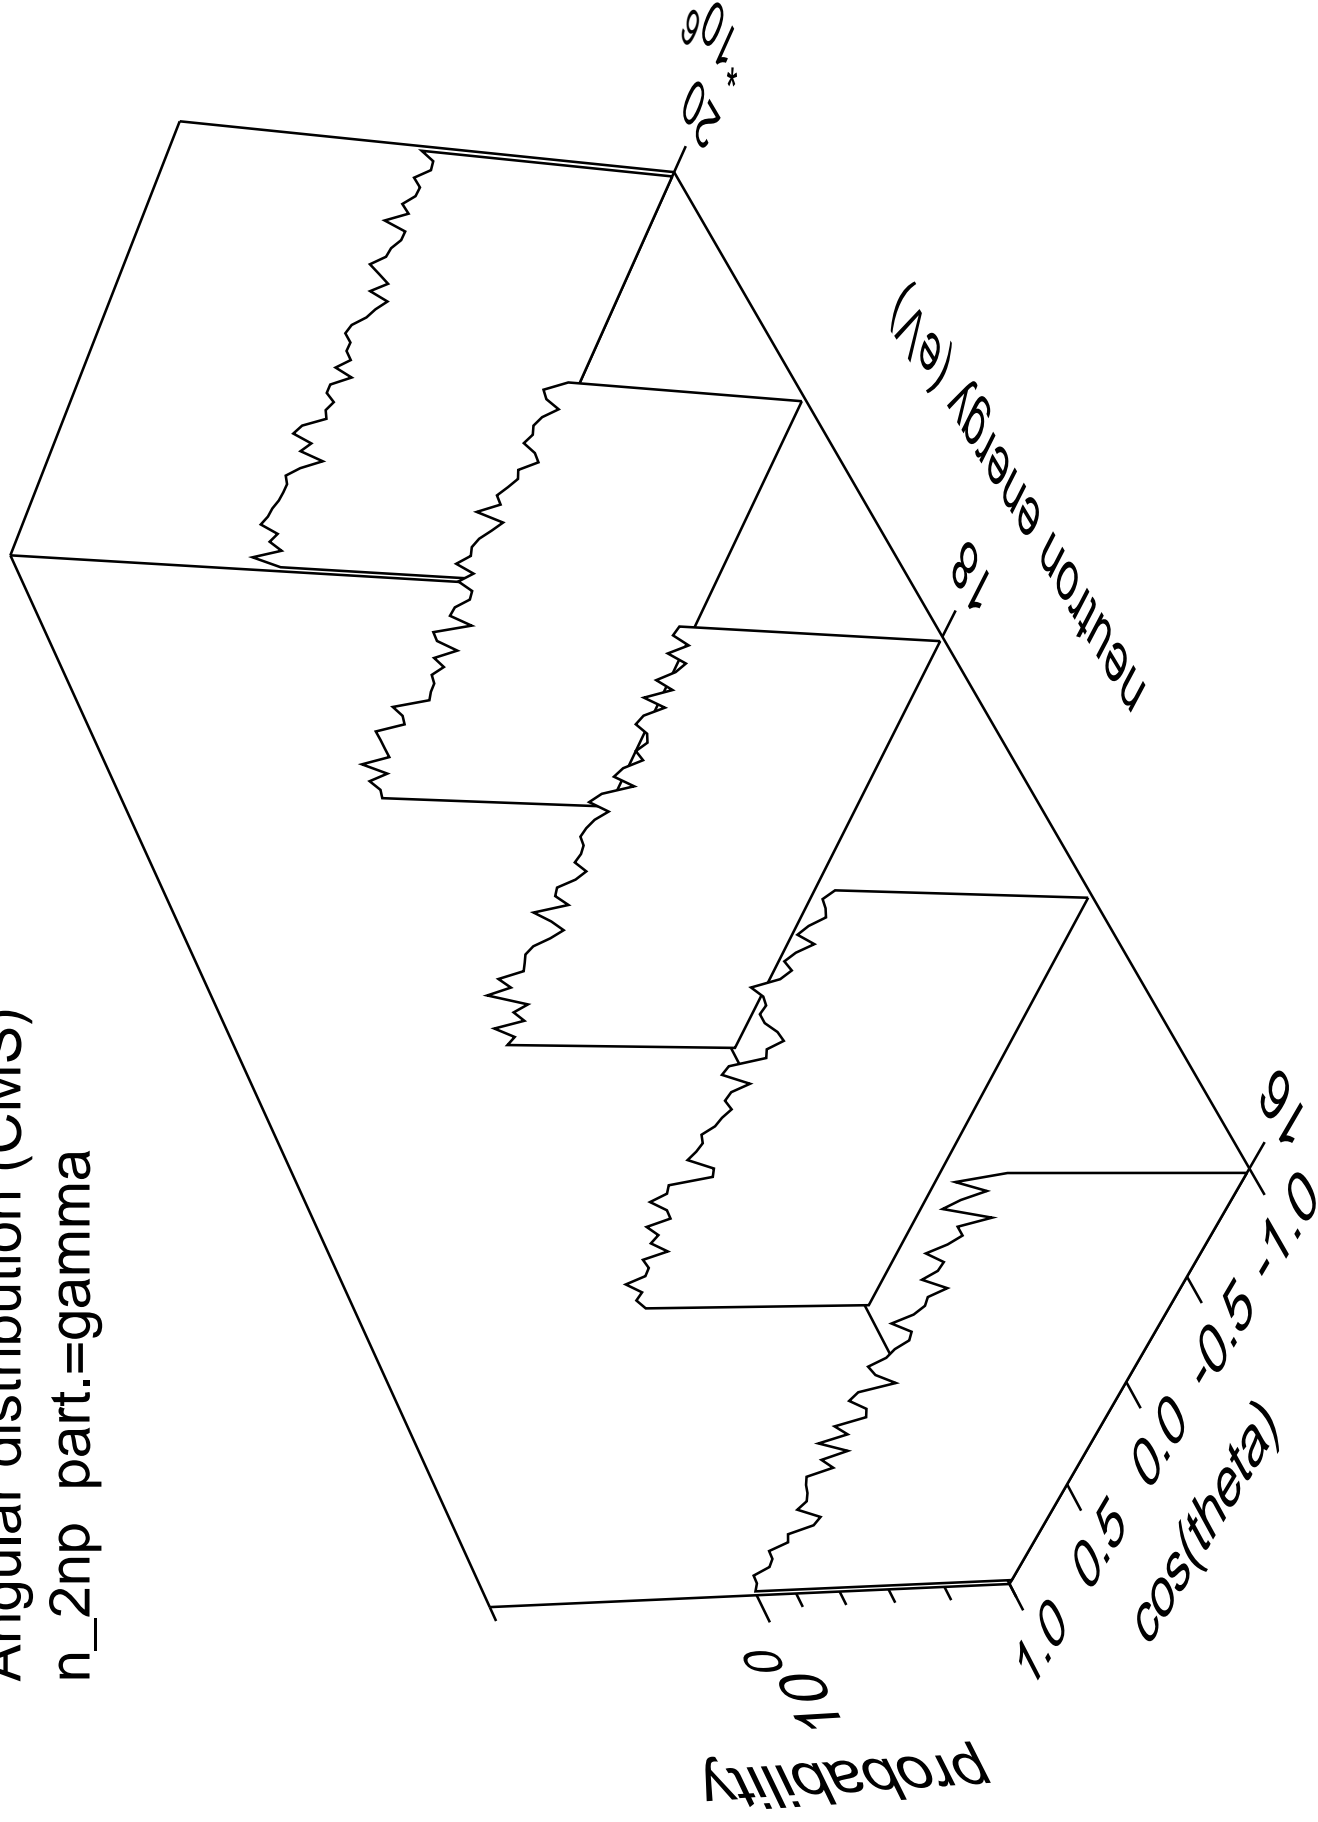 Angular distribution (CMS)
n_2np part.=gamma
probability
10 0
1.0 0.5 0.0 -0.5 -1.0
cos(theta)
16 18 20
* 10 6
neutron energy (eV)